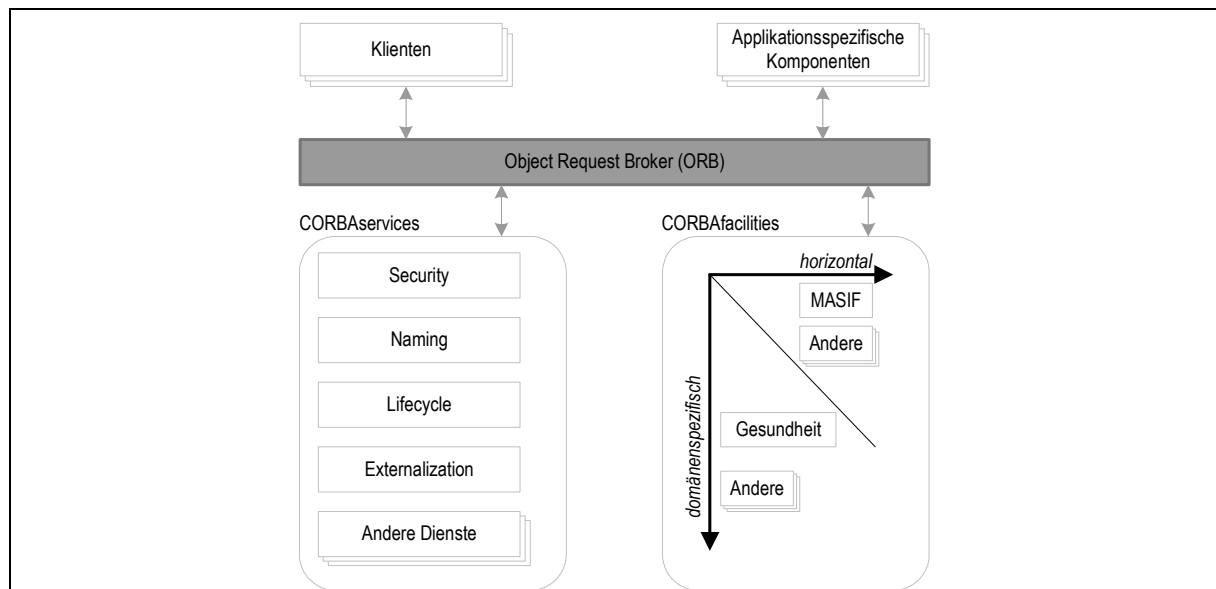 Klienten
Applikationsspezifische
Komponenten
Object Request Broker (ORB)
CORBAservices
Security
Naming
Lifecycle
Externalization
Andere Dienste
CORBAfacilities
horizontal
MASIF
Andere
domänenspezifisch
Gesundheit
Andere